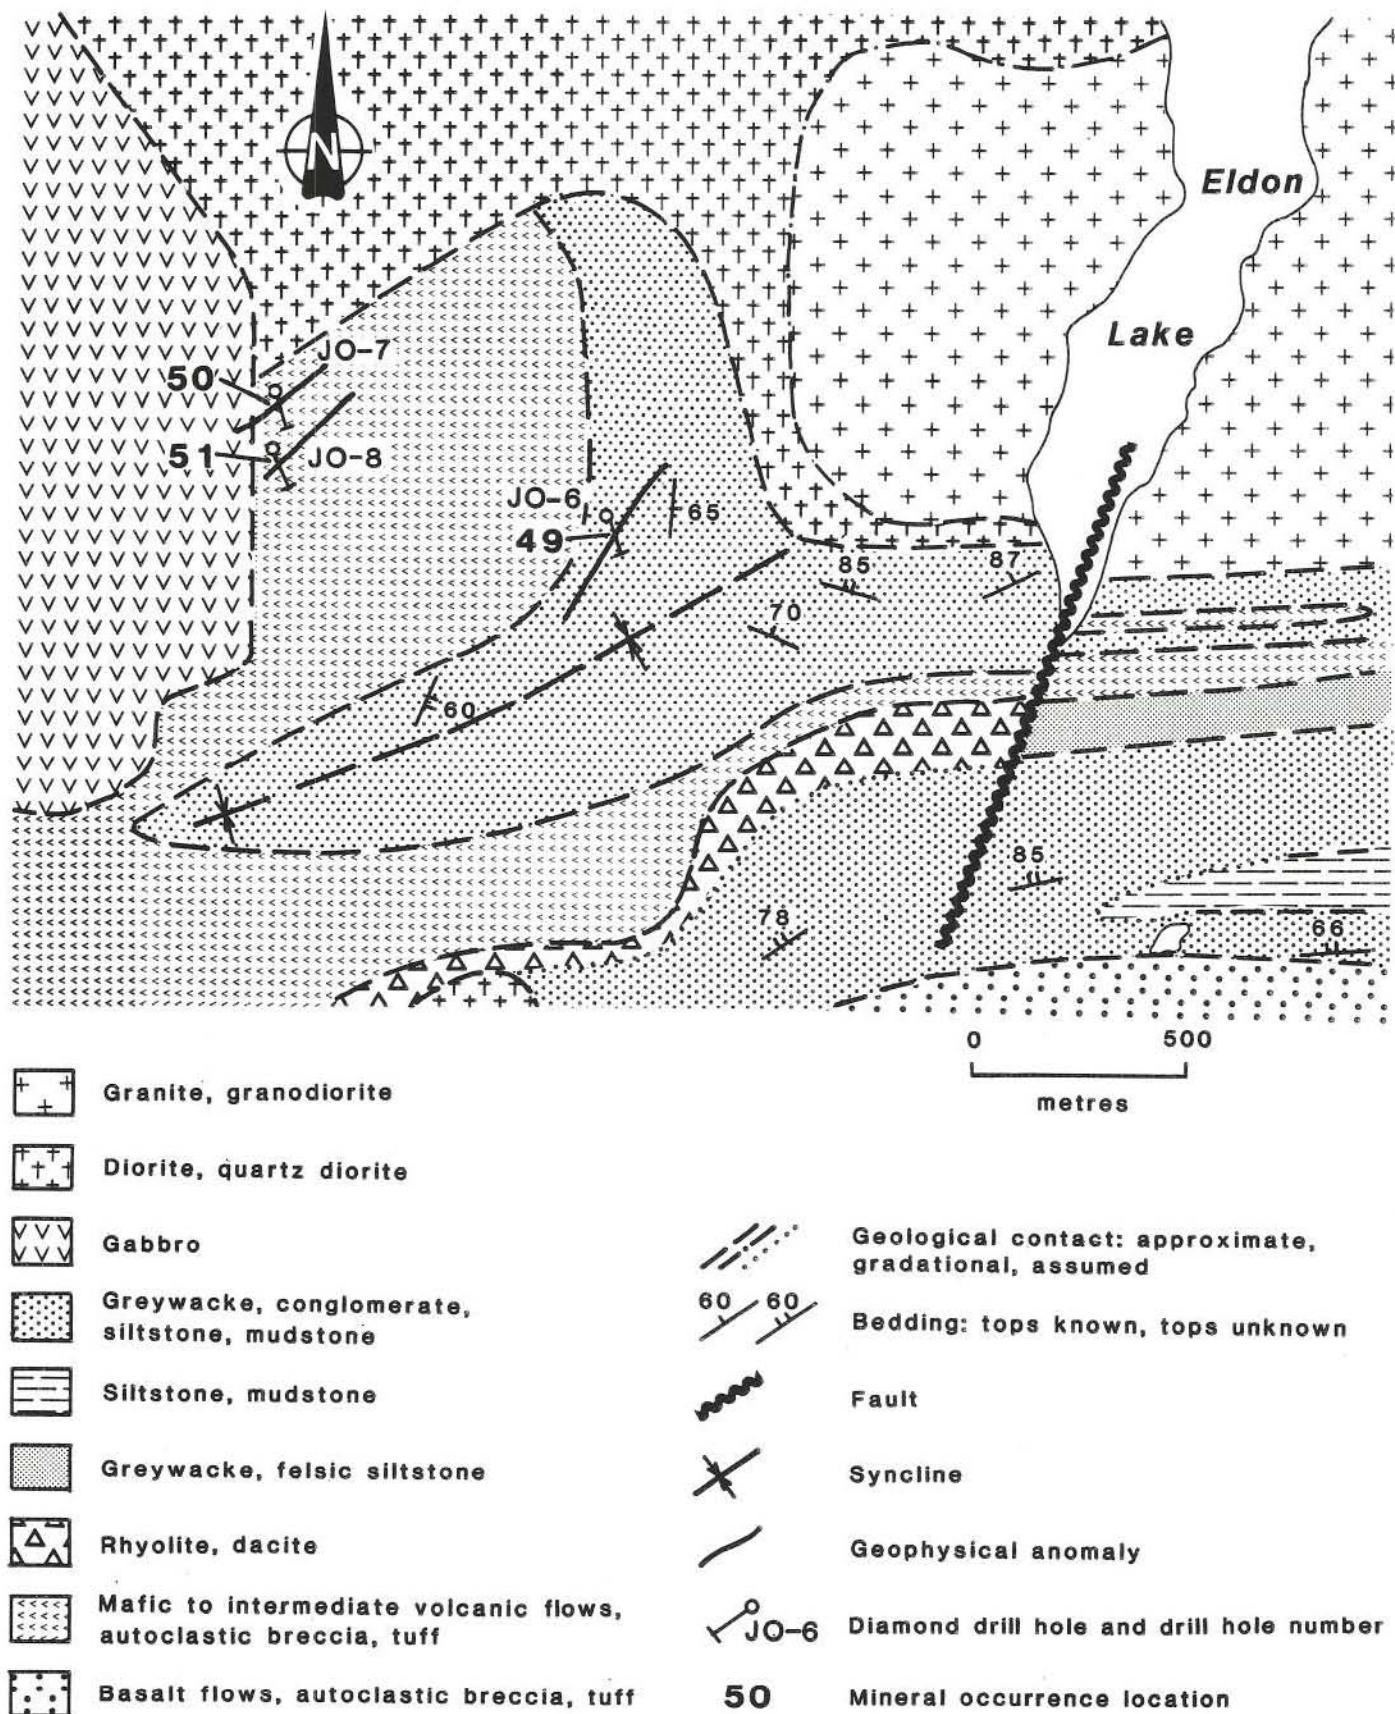 N
Eldon
Lake
JO-7
50
51
JO-8
JO-6
49
65
85
87
70
60
85
78
66
0 500
metres
Granite, granodiorite
Diorite, quartz diorite
Gabbro
Greywacke, conglomerate,
siltstone, mudstone
Siltstone, mudstone
Greywacke, felsic siltstone
Rhyolite, dacite
Mafic to intermediate volcanic flows,
autoclastic breccia, tuff
Basalt flows, autoclastic breccia, tuff
Geological contact: approximate,
gradational, assumed
60 60
Bedding: tops known, tops unknown
Fault
Syncline
Geophysical anomaly
JO-6
Diamond drill hole and drill hole number
50
Mineral occurrence location